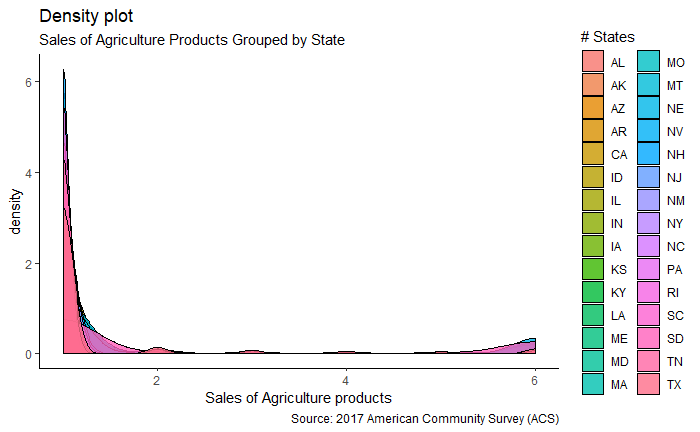 Density plot
Sales of Agriculture Products Grouped by State
# States
AL MO
AK MT
AZ NE
AR NV
CA NH
ID NJ
IL NM
IN NY
IA NC
KS PA
KY RI
LA SC
ME SD
MD TN
MA TX
density
6
4
2
0
2 4 6
Sales of Agriculture products
Source: 2017 American Community Survey (ACS)